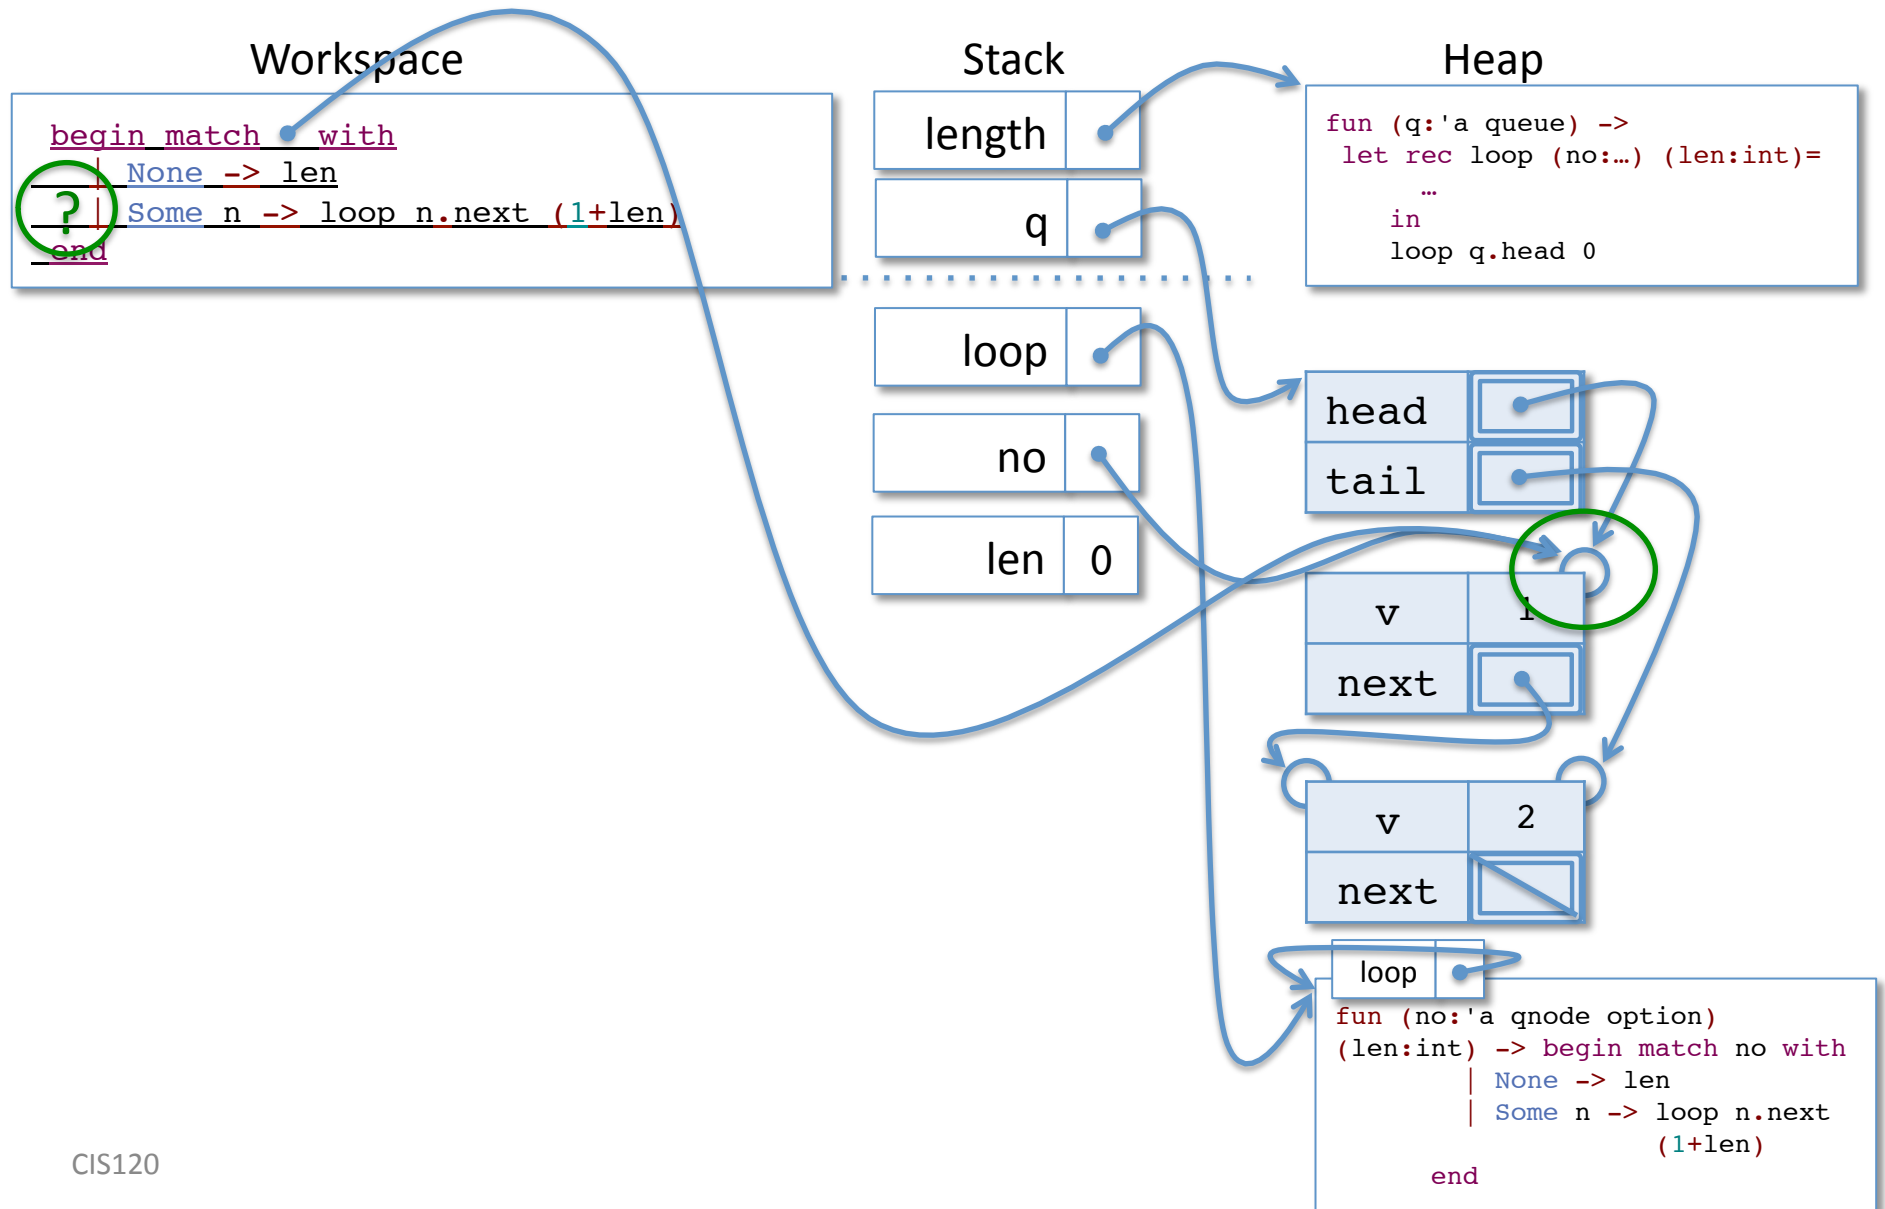 Workspace
begin match with
| None -> len
? | Some n -> loop n.next (1+len)
end
Stack
length
q
loop
no
len 0
Heap
fun (q:'a queue) ->
let rec loop (no:…) (len:int)=
…
in
loop q.head 0
head
tail
v 1
next
v 2
next
loop
fun (no:'a qnode option)
(len:int) -> begin match no with
| None -> len
| Some n -> loop n.next
(1+len)
end
CIS120